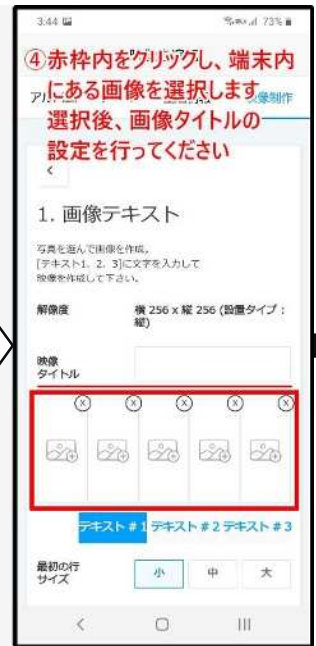 3:44
73%
④赤枠内をクリックし、端末内
にある画像を選択します
選択後、画像タイトルの
設定を行ってください
映像制作
1. 画像テキスト
写真を選んで画像を作成。
[テキスト1、2、3]に文字を入力して
映像を作成して下さい。
解像度
横 256 x 縦 256 (設置タイプ：
縦)
映像
タイトル
X X X X X
テキスト # 1 テキスト # 2 テキスト # 3
最初の行
サイズ
小 中 大